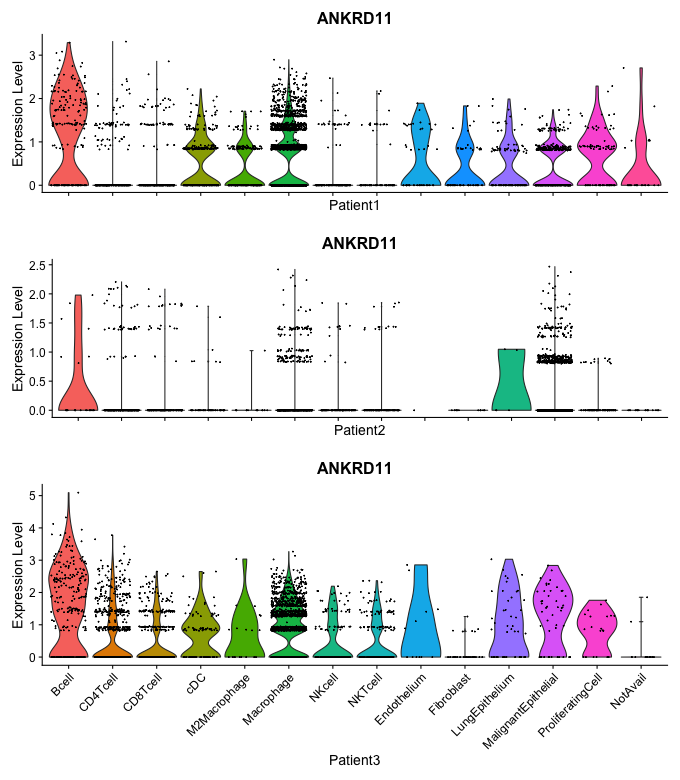 ANKRD11
Expression Level
3
2
1
0
Patient1
ANKRD11
Expression Level
2.5
2.0
1.5
1.0
0.5
0.0
Patient2
ANKRD11
Expression Level
5
4
3
2
1
0
Bcell
CD4Tcell
CD8Tcell
cDC
M2Macrophage
Macrophage
NKcell
NKTcell
Endothelium
Fibroblast
LungEpithelium
MalignantEpithelial
ProliferatingCell
NotAvail
Patient3